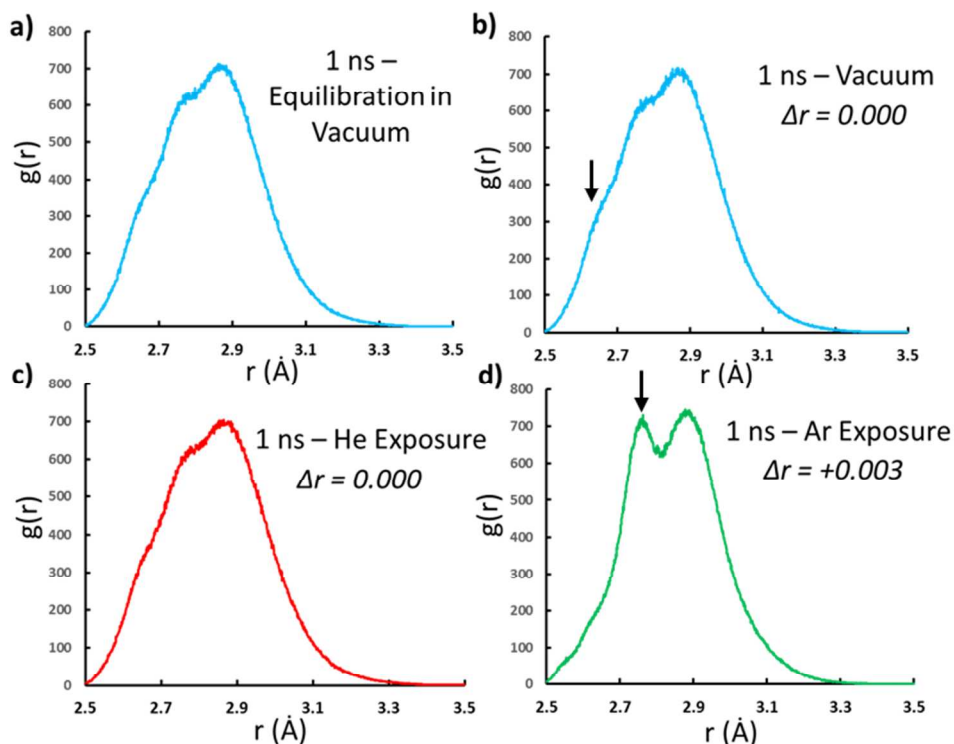 a)
1 ns –
Equilibration in
Vacuum
g(r)
800
700
600
500
400
300
200
100
0
2.5 2.7 2.9 3.1 3.3 3.5
r (Å)
b)
1 ns – Vacuum
Δr = 0.000
g(r)
800
700
600
500
400
300
200
100
0
2.5 2.7 2.9 3.1 3.3 3.5
r (Å)
c)
1 ns – He Exposure
Δr = 0.000
g(r)
800
700
600
500
400
300
200
100
0
2.5 2.7 2.9 3.1 3.3 3.5
r (Å)
d)
1 ns – Ar Exposure
Δr = +0.003
g(r)
800
700
600
500
400
300
200
100
0
2.5 2.7 2.9 3.1 3.3 3.5
r (Å)